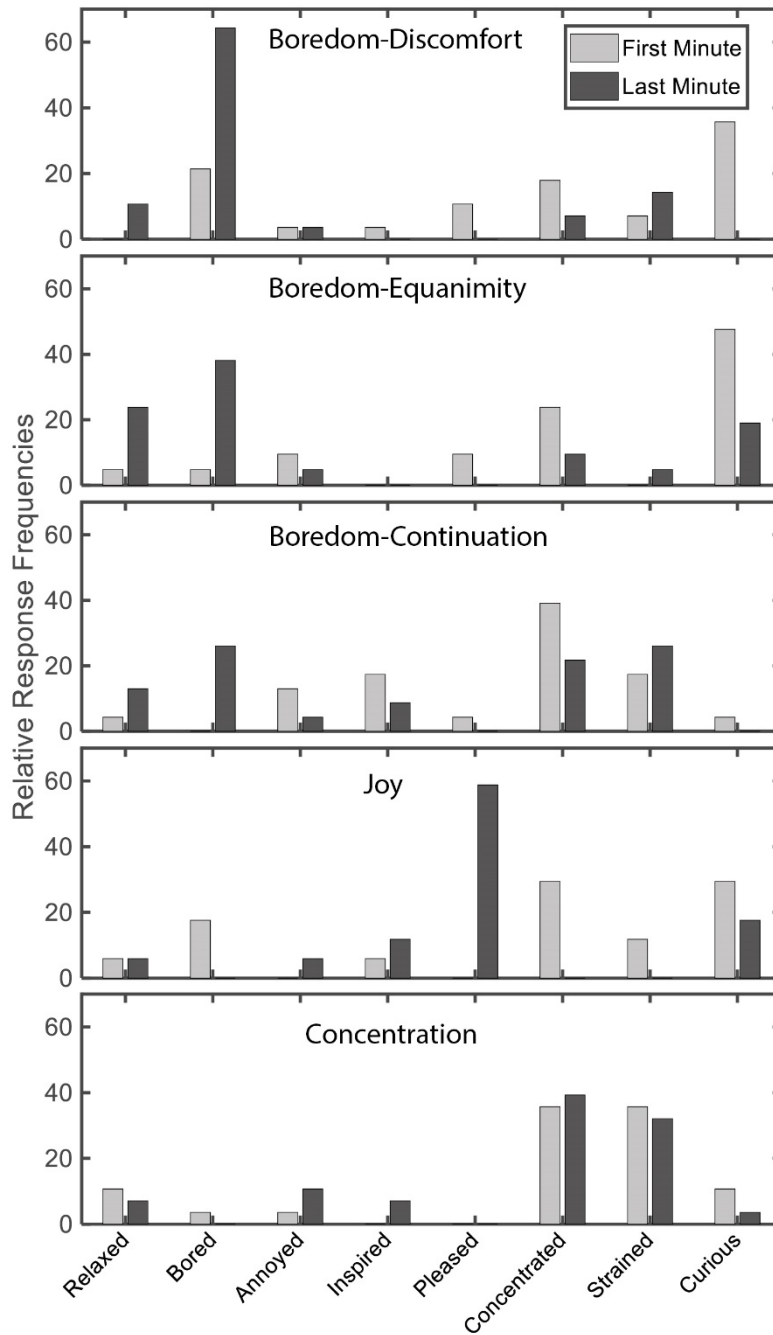 Boredom-Discomfort
First Minute
Last Minute
60
40
20
0
Boredom-Equanimity
60
40
20
0
Boredom-Continuation
60
40
20
0
Joy
60
40
20
0
Concentration
60
40
20
0
Relative Response Frequencies
Relaxed
Bored
Annoyed
Inspired
Pleased
Concentrated
Strained
Curious